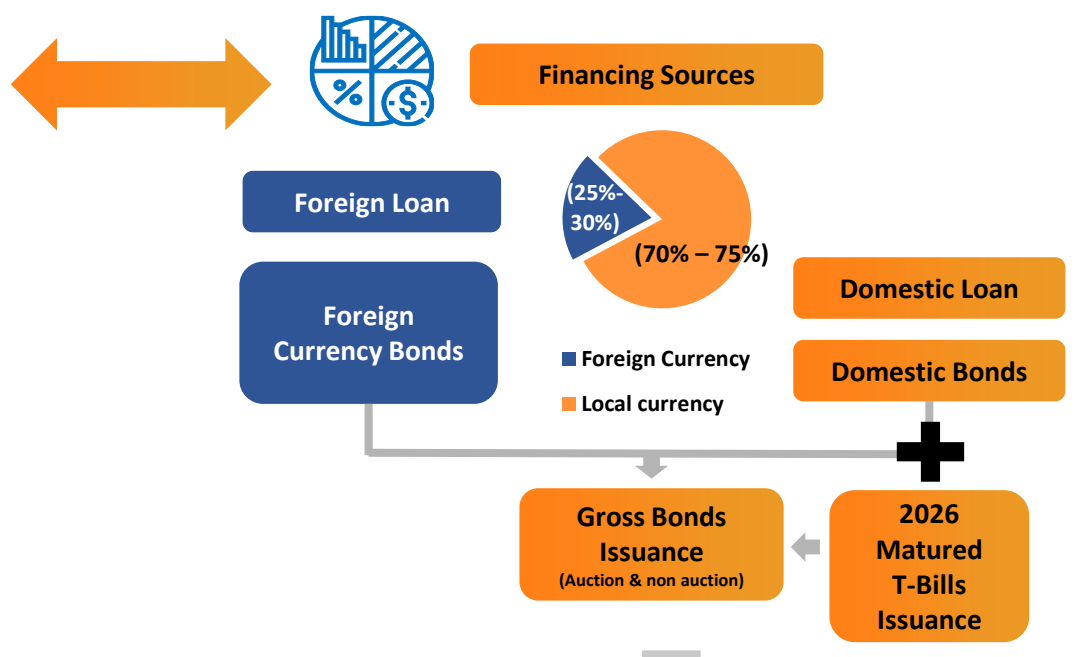 Financing Sources
Foreign Loan
(25%-
30%)
(70% – 75%)
Domestic Loan
Foreign
Currency Bonds
Foreign Currency
Local currency
Domestic Bonds
Gross Bonds
Issuance
(Auction & non auction)
2026
Matured
T-Bills
Issuance